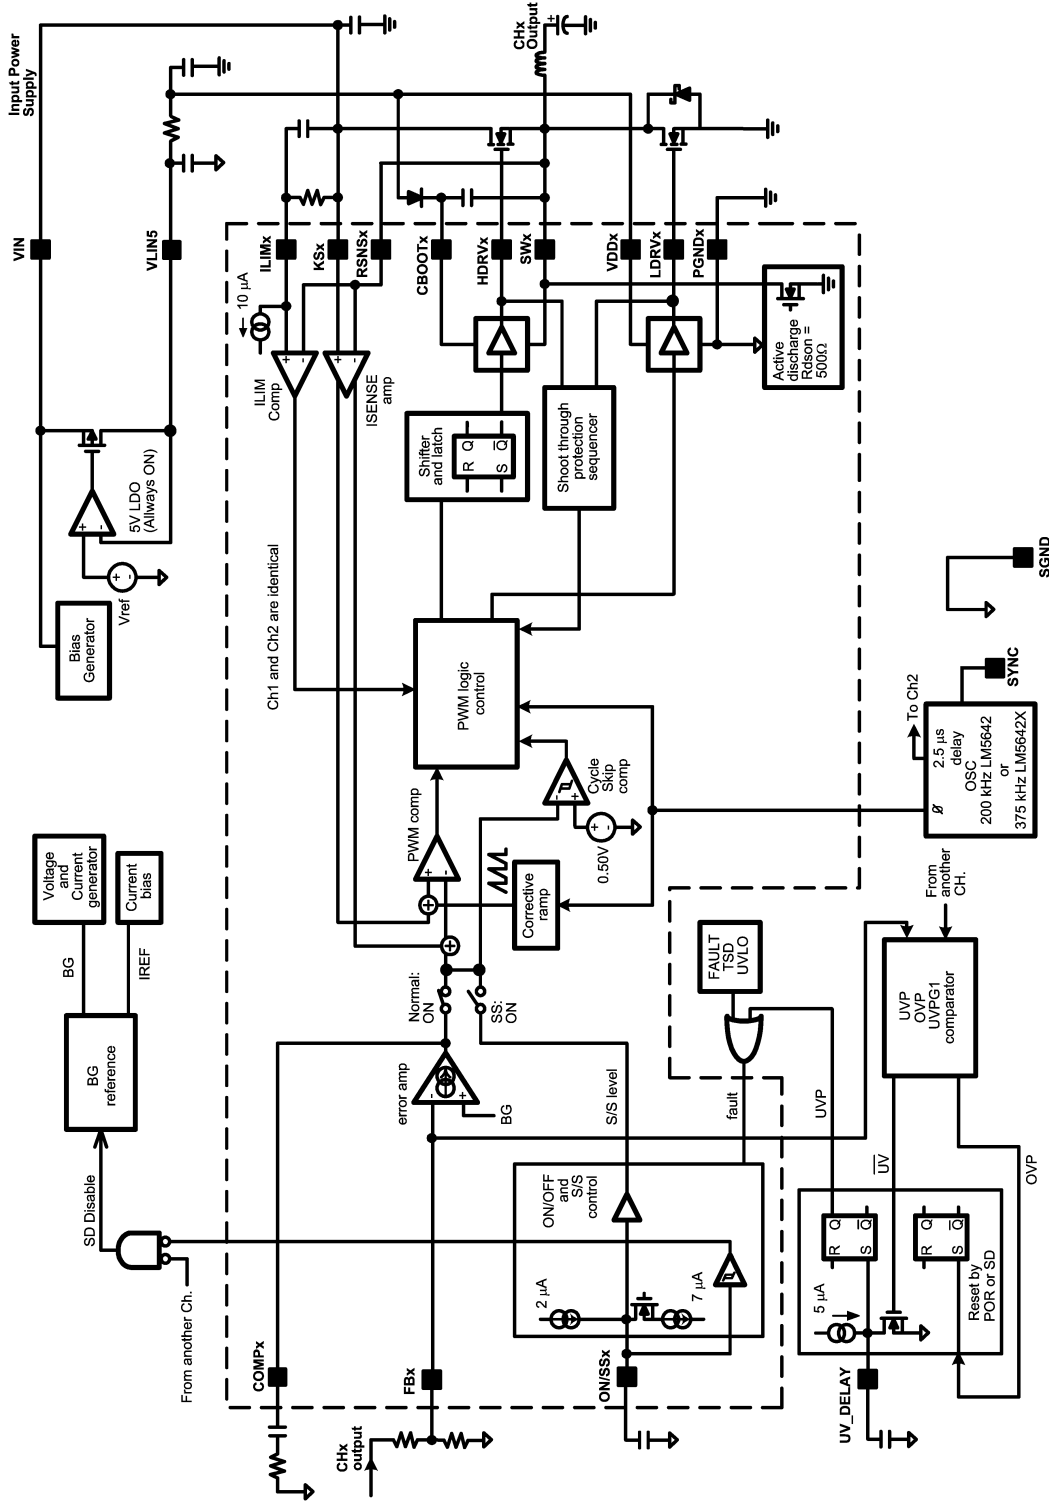 Input Power
Supply
VIN
VLIN5
5V LDO
(Allways ON)
+
-
Vref
+
-
Bias
Generator
Voltage
and
Current
generator
Current
bias
BG
IREF
BG
reference
SD Disable
From another Ch.
CHx
Output
+
µA
ILIMx
KSx
RSNSx
CBOOTx
HDRVx
SWx
VDDx
LDRVx
PGNDx
10 µA
+
-
ILIM
Comp
+
-
ISENSE
amp
Active
discharge
Rdson =
500Ω
Shifter
and latch
R Q
S Q
Shoot through
protection
sequencer
Ch1 and Ch2 are identical
PWM logic
control
PWM comp
+
-
Cycle
Skip
comp
-
+
0.50V
+
-
Corrective
ramp
Normal:
ON
SS:
ON
error amp
-
+
BG
S/S level
ON/OFF
and
S/S
control
2 µA
7 µA
COMPx
FBx
ON/SSx
CHx
output
fault
FAULT
TSD
UVLO
UVP
UV
OVP
From
another
CH.
UVP
OVP
UVPG1
comparator
R Q
S Q
R Q
S Q
5 µA
Reset by
POR or SD
UV_DELAY
To Ch2
2.5 µs
delay
OSC
200 kHz LM5642
or
375 kHz LM5642X
SYNC
SGND